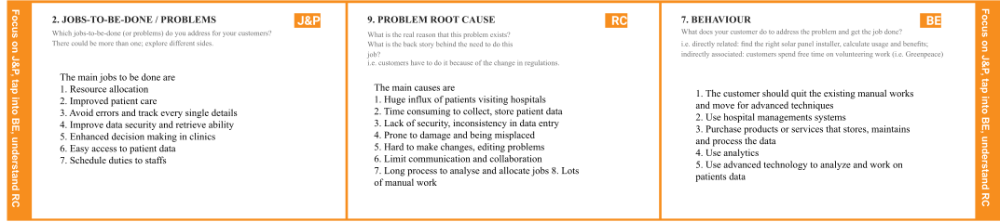 Focus on J&P, tap into BE, understand RC
2. JOBS-TO-BE-DONE / PROBLEMS
J&P
Which jobs-to-be-done (or problems) do you address for your customers?
There could be more than one; explore different sides.
The main jobs to be done are
1. Resource allocation
2. Improved patient care
3. Avoid errors and track every single details
4. Improve data security and retrieve ability
5. Enhanced decision making in clinics
6. Easy access to patient data
7. Schedule duties to staffs
9. PROBLEM ROOT CAUSE
RC
What is the real reason that this problem exists?
What is the back story behind the need to do this
job?
i.e. customers have to do it because of the change in regulations.
The main causes are
1. Huge influx of patients visiting hospitals
2. Time consuming to collect, store patient data
3. Lack of security, inconsistency in data entry
4. Prone to damage and being misplaced
5. Hard to make changes, editing problems
6. Limit communication and collaboration
7. Long process to analyse and allocate jobs 8. Lots
of manual work
7. BEHAVIOUR
BE
What does your customer do to address the problem and get the job done?
i.e. directly related: find the right solar panel installer, calculate usage and benefits;
indirectly associated: customers spend free time on volunteering work (i.e. Greenpeace)
1. The customer should quit the existing manual works
and move for advanced techniques
2. Use hospital managements systems
3. Purchase products or services that stores, maintains
and process the data
4. Use analytics
5. Use advanced technology to analyze and work on
patients data
Focus on J&P, tap into BE, understand RC